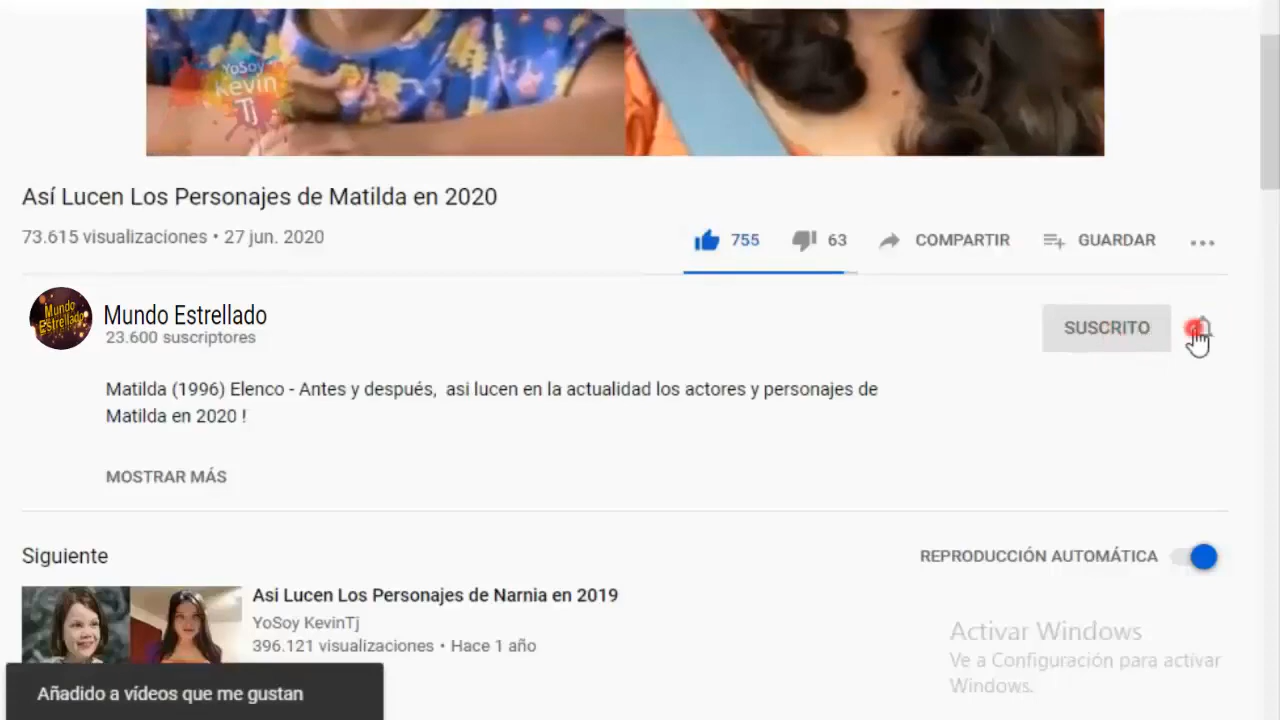 YoSoy
Kevin
Tj
Así Lucen Los Personajes de Matilda en 2020
73.615 visualizaciones • 27 jun. 2020
755
63
COMPARTIR
GUARDAR
Mundo
Estrellado
Mundo Estrellado
23.600 suscriptores
SUSCRITO
Matilda (1996) Elenco - Antes y después, asi lucen en la actualidad los actores y personajes de
Matilda en 2020 !
MOSTRAR MÁS
Siguiente
REPRODUCCIÓN AUTOMÁTICA
Asi Lucen Los Personajes de Narnia en 2019
YoSoy KevinTj
396.121 visualizaciones • Hace 1 año
Activar Windows
Ve a Configuración para activar
Windows.
Añadido a vídeos que me gustan